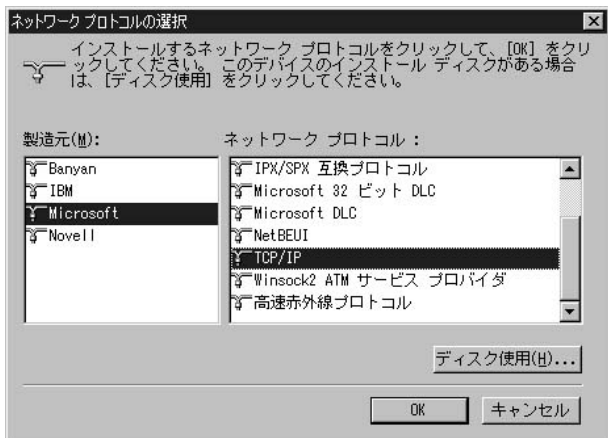 ネットワーク プロトコルの選択
インストールするネットワーク プロトコルをクリックして、[OK] をクリ
ックしてください。 このデバイスのインストール ディスクがある場合
は、[ディスク使用] をクリックしてください。
製造元(M):
Banyan
IBM
Microsoft
Novell
ネットワーク プロトコル :
IPX/SPX 互換プロトコル
Microsoft 32 ビット DLC
Microsoft DLC
NetBEUI
TCP/IP
Winsock2 ATM サービス プロバイダ
高速赤外線プロトコル
ディスク使用(H)...
OK
キャンセル